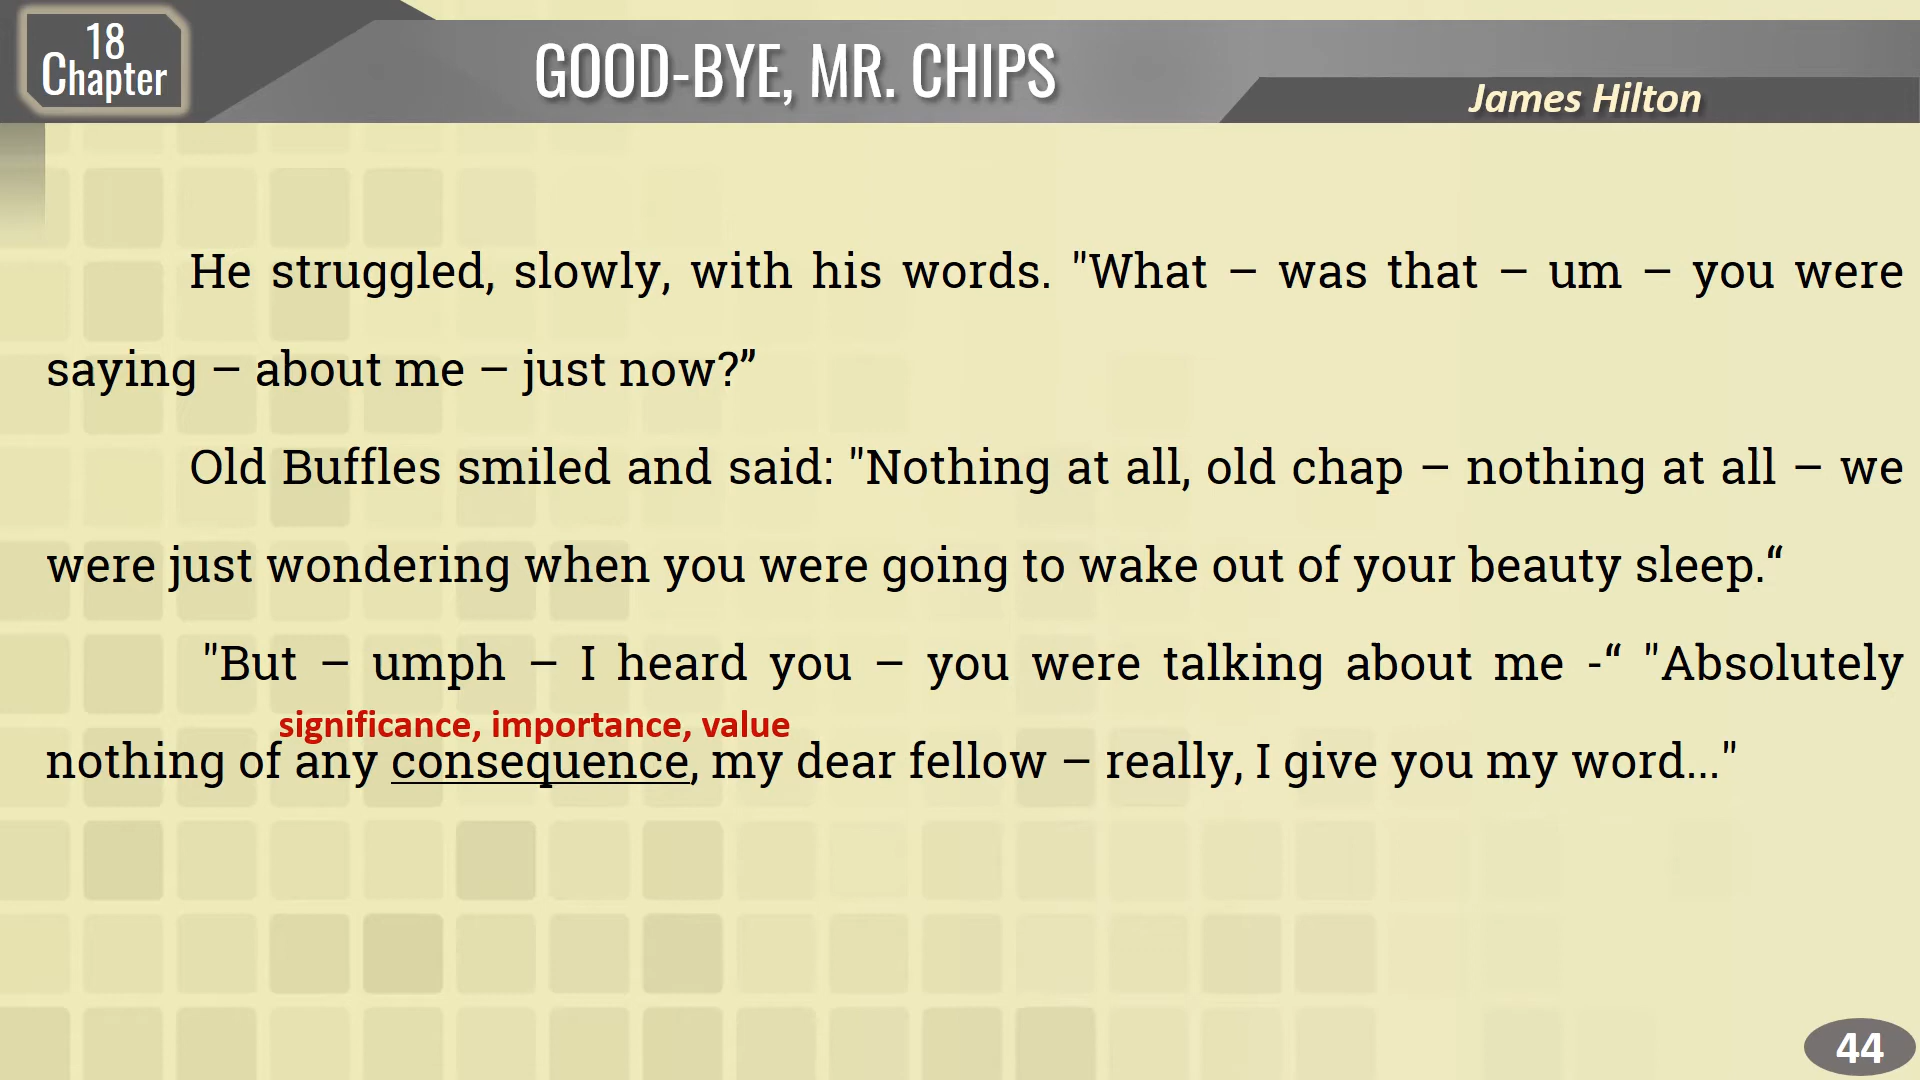 18
Chapter
GOOD-BYE, MR. CHIPS
James Hilton
He struggled, slowly, with his words. "What – was that – um – you were
saying – about me – just now?”
Old Buffles smiled and said: "Nothing at all, old chap – nothing at all – we
were just wondering when you were going to wake out of your beauty sleep.“
"But – umph – I heard you – you were talking about me -“ "Absolutely
significance, importance, value
nothing of any consequence, my dear fellow – really, I give you my word..."
44